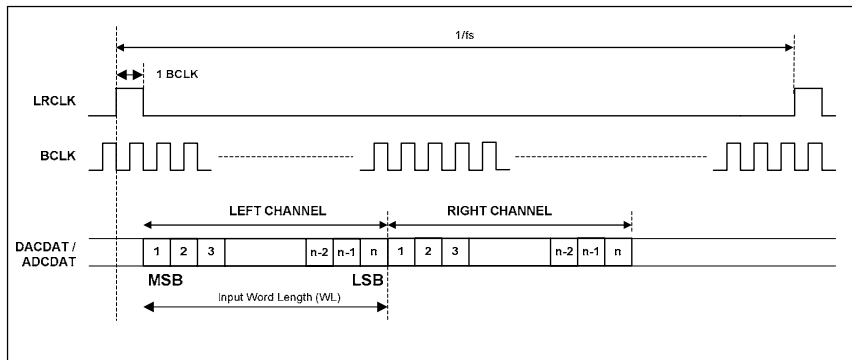 1/fs
1 BCLK
LRCLK
BCLK
LEFT CHANNEL RIGHT CHANNEL
DACDAT /
ADCDAT
1 2 3 n-2 n-1 n 1 2 3 n-2 n-1 n
MSB LSB
Input Word Length (WL)